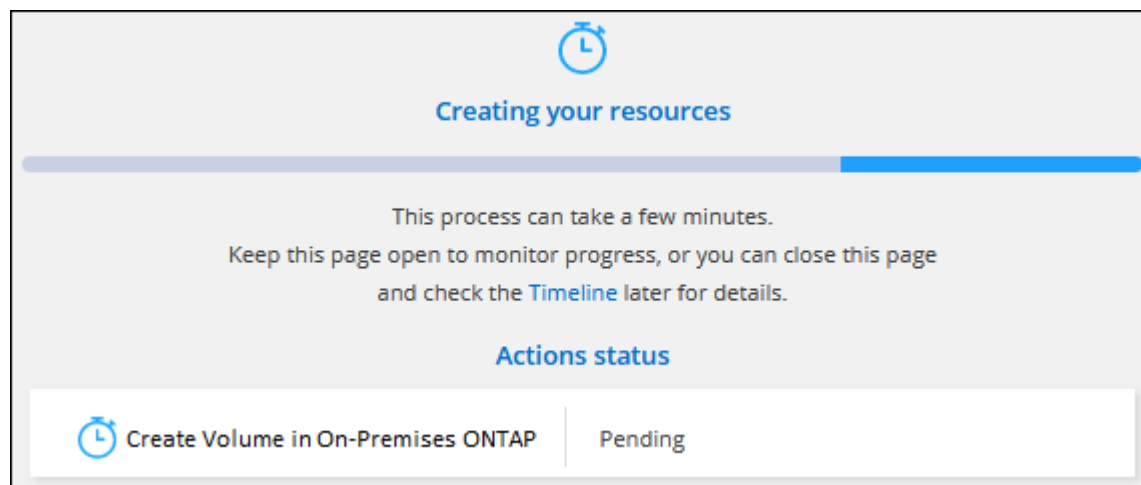 Creating your resources
This process can take a few minutes.
Keep this page open to monitor progress, or you can close this page
and check the Timeline later for details.
Actions status
Create Volume in On-Premises ONTAP
Pending